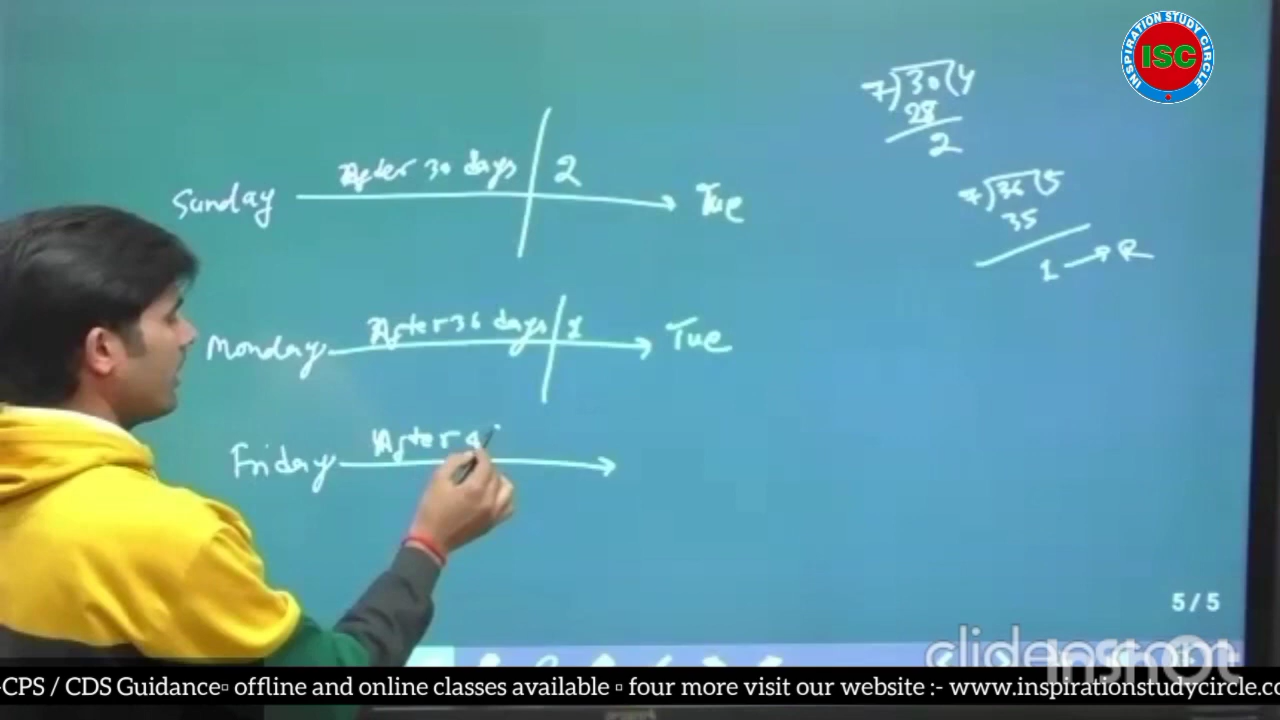 INSPIRATION STUDY CIRCLE
ISC
7)30(4
28
2
7)36(5
35
1 → R
Sunday After 30 days 2 Tue
Monday After 36 days 1 Tue
Friday After
5 / 5
inshot
-CPS / CDS Guidance▫ offline and online classes available ▫ four more visit our website :- www.inspirationstudycircle.co